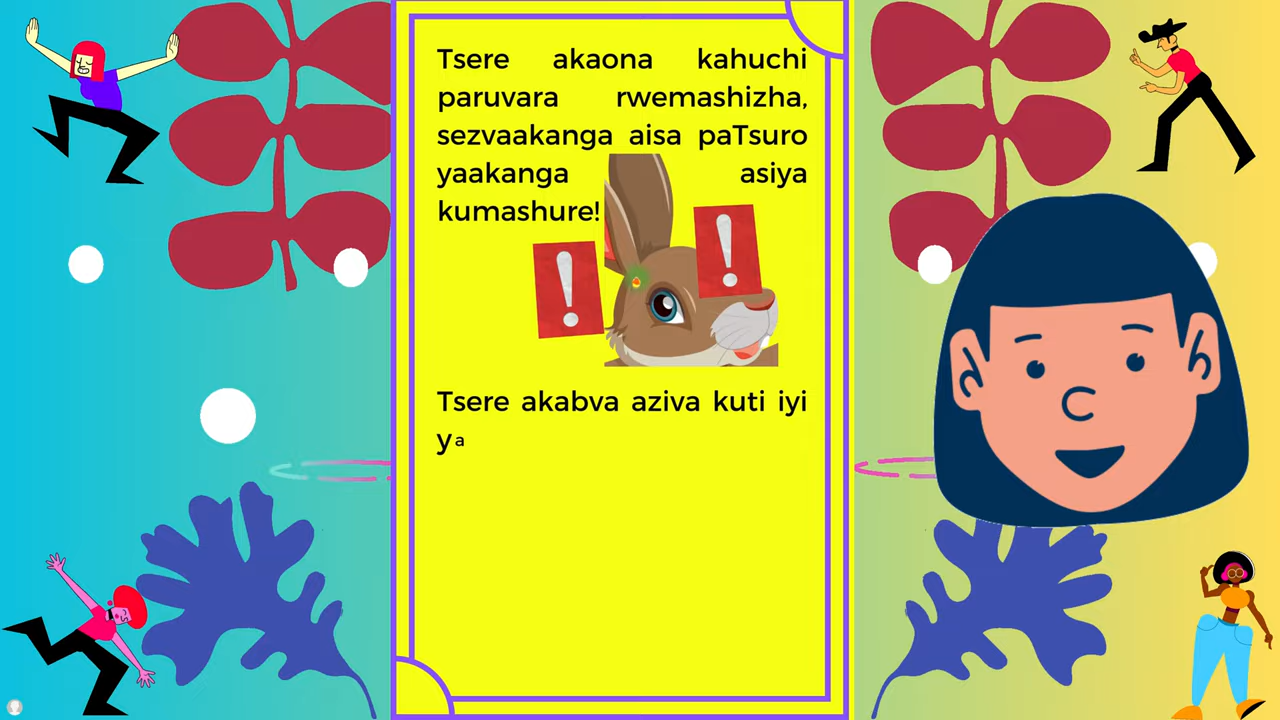 Tsere akaona kahuchi
paruvara rwemashizha,
sezvaakanga aisa paTsuro
yaakanga asiya
kumashure!
! !
Tsere akabva aziva kuti iyi
ya